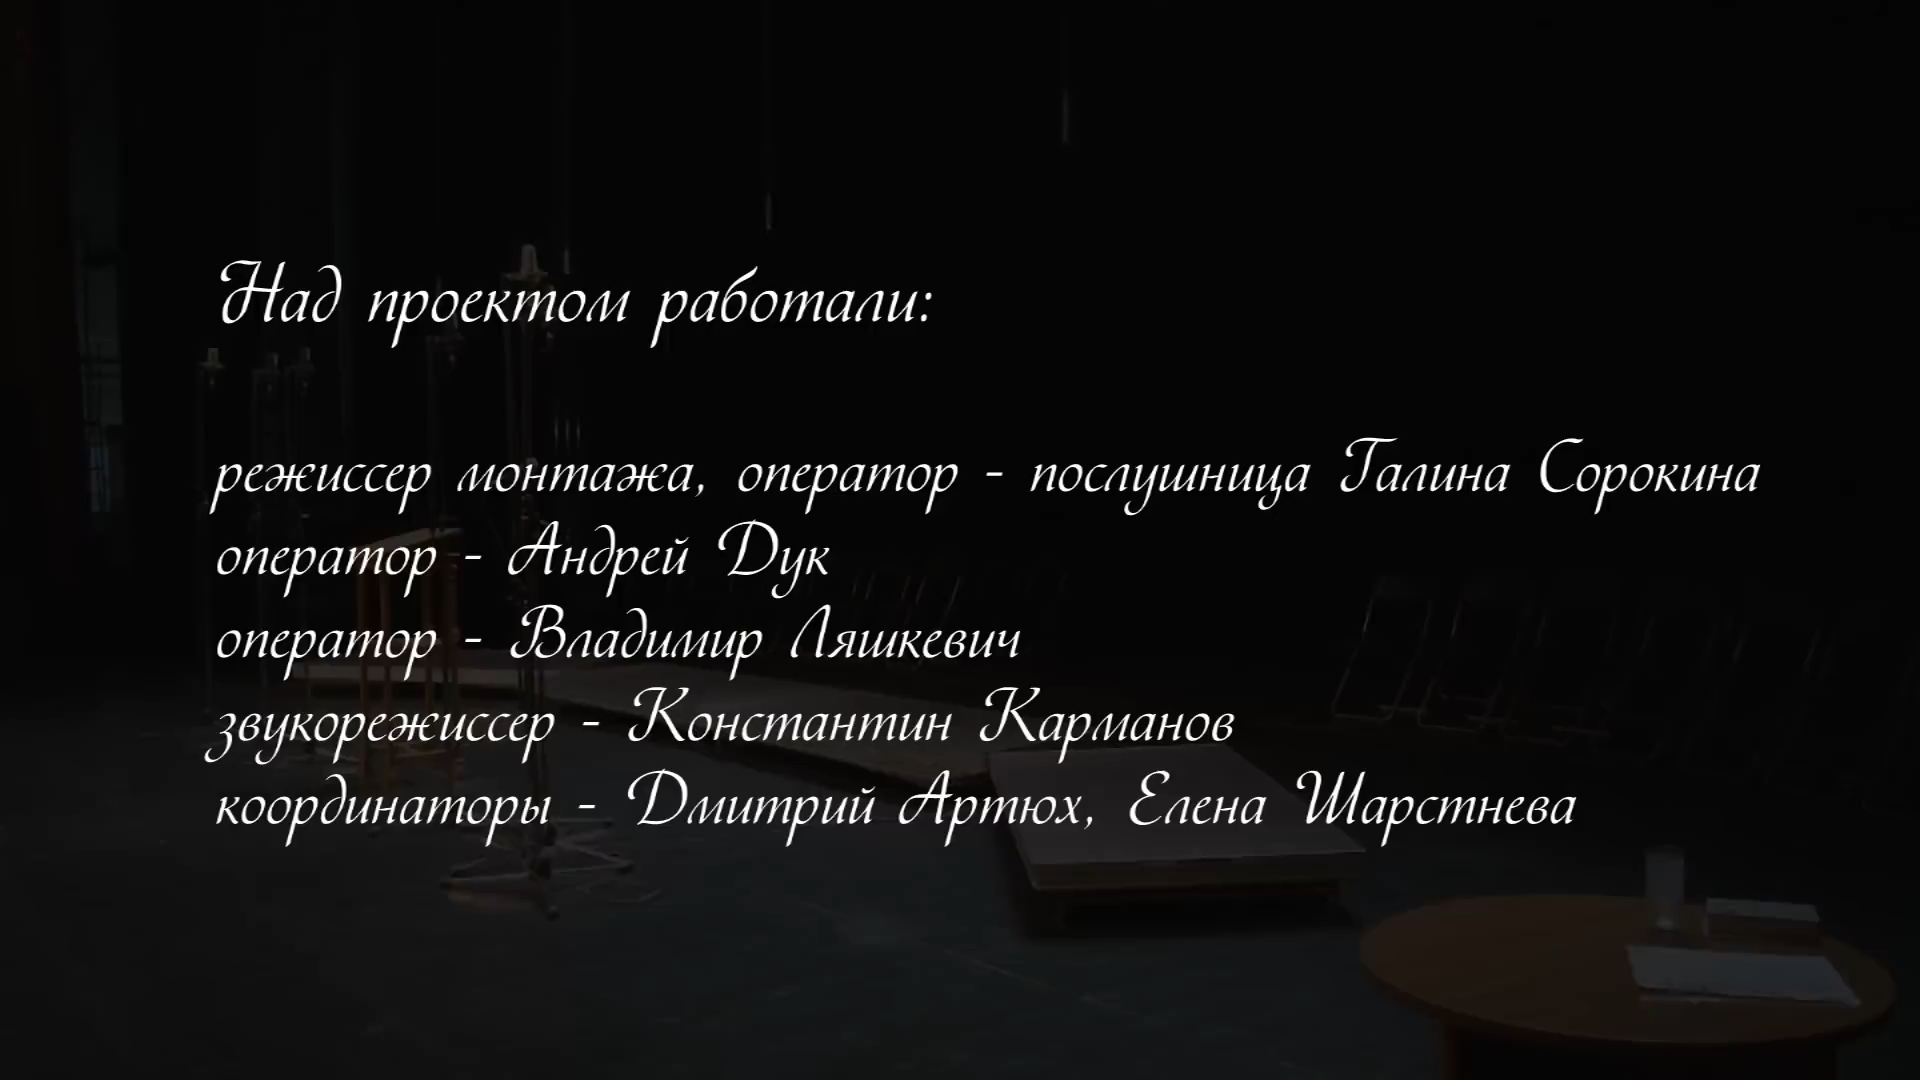 Над проектом работали:
режиссер монтажа, оператор - послушница Галина Сорокина
оператор - Андрей Дук
оператор - Владимир Ляшкевич
звукорежиссер - Константин Карманов
координаторы - Дмитрий Артюх, Елена Шарстнева